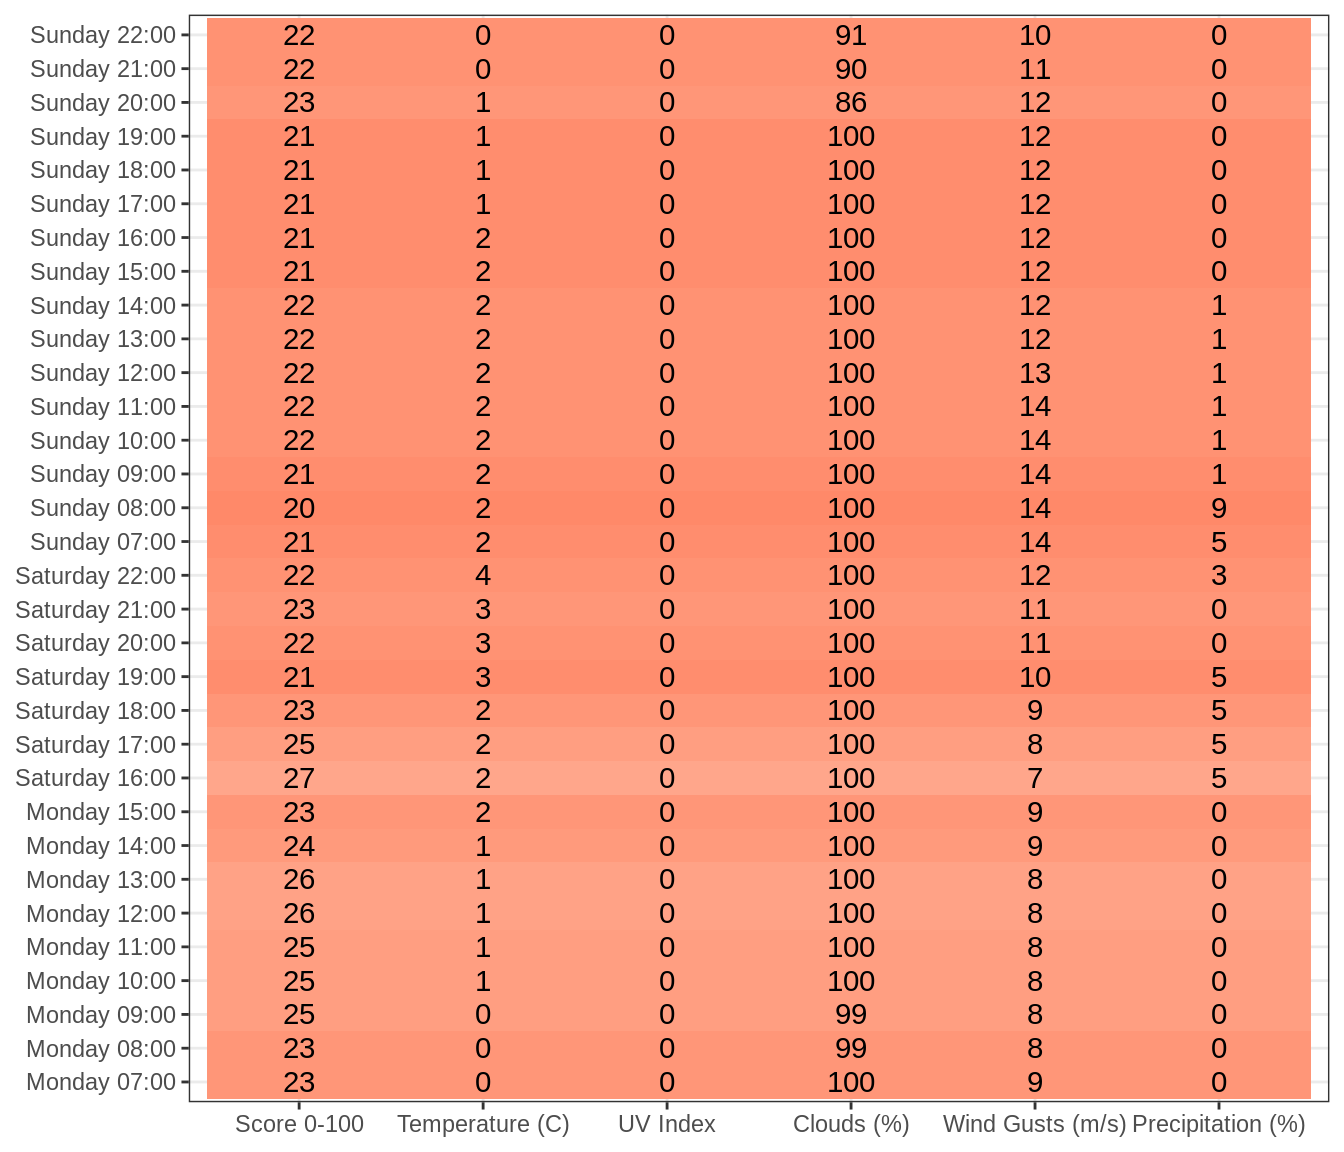 Sunday 22:00 22 0 0 91 10 0
Sunday 21:00 22 0 0 90 11 0
Sunday 20:00 23 1 0 86 12 0
Sunday 19:00 21 1 0 100 12 0
Sunday 18:00 21 1 0 100 12 0
Sunday 17:00 21 1 0 100 12 0
Sunday 16:00 21 2 0 100 12 0
Sunday 15:00 21 2 0 100 12 0
Sunday 14:00 22 2 0 100 12 1
Sunday 13:00 22 2 0 100 12 1
Sunday 12:00 22 2 0 100 13 1
Sunday 11:00 22 2 0 100 14 1
Sunday 10:00 22 2 0 100 14 1
Sunday 09:00 21 2 0 100 14 1
Sunday 08:00 20 2 0 100 14 9
Sunday 07:00 21 2 0 100 14 5
Saturday 22:00 22 4 0 100 12 3
Saturday 21:00 23 3 0 100 11 0
Saturday 20:00 22 3 0 100 11 0
Saturday 19:00 21 3 0 100 10 5
Saturday 18:00 23 2 0 100 9 5
Saturday 17:00 25 2 0 100 8 5
Saturday 16:00 27 2 0 100 7 5
Monday 15:00 23 2 0 100 9 0
Monday 14:00 24 1 0 100 9 0
Monday 13:00 26 1 0 100 8 0
Monday 12:00 26 1 0 100 8 0
Monday 11:00 25 1 0 100 8 0
Monday 10:00 25 1 0 100 8 0
Monday 09:00 25 0 0 99 8 0
Monday 08:00 23 0 0 99 8 0
Monday 07:00 23 0 0 100 9 0
Score 0-100 Temperature (C) UV Index Clouds (%) Wind Gusts (m/s) Precipitation (%)